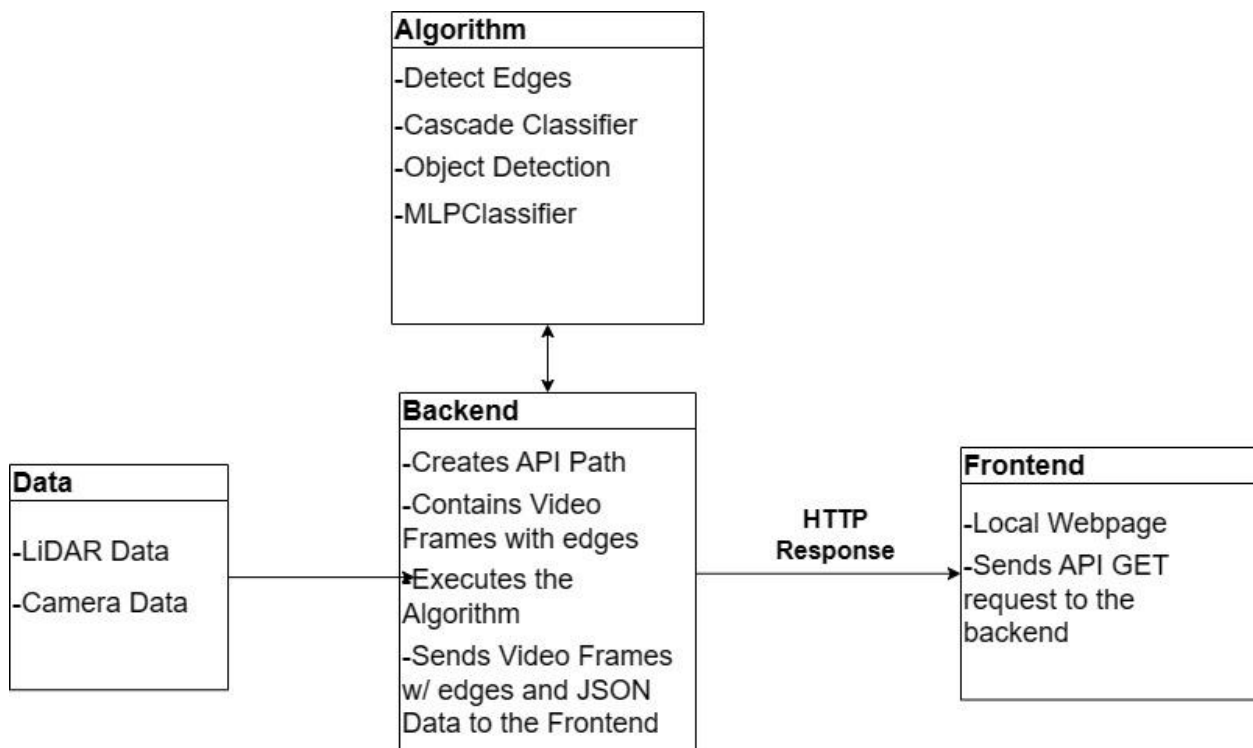 Algorithm
-Detect Edges
-Cascade Classifier
-Object Detection
-MLPClassifier
Data
-LiDAR Data
-Camera Data
Backend
-Creates API Path
-Contains Video
Frames with edges
-Executes the
Algorithm
-Sends Video Frames
w/ edges and JSON
Data to the Frontend
HTTP
Response
Frontend
-Local Webpage
-Sends API GET
request to the
backend